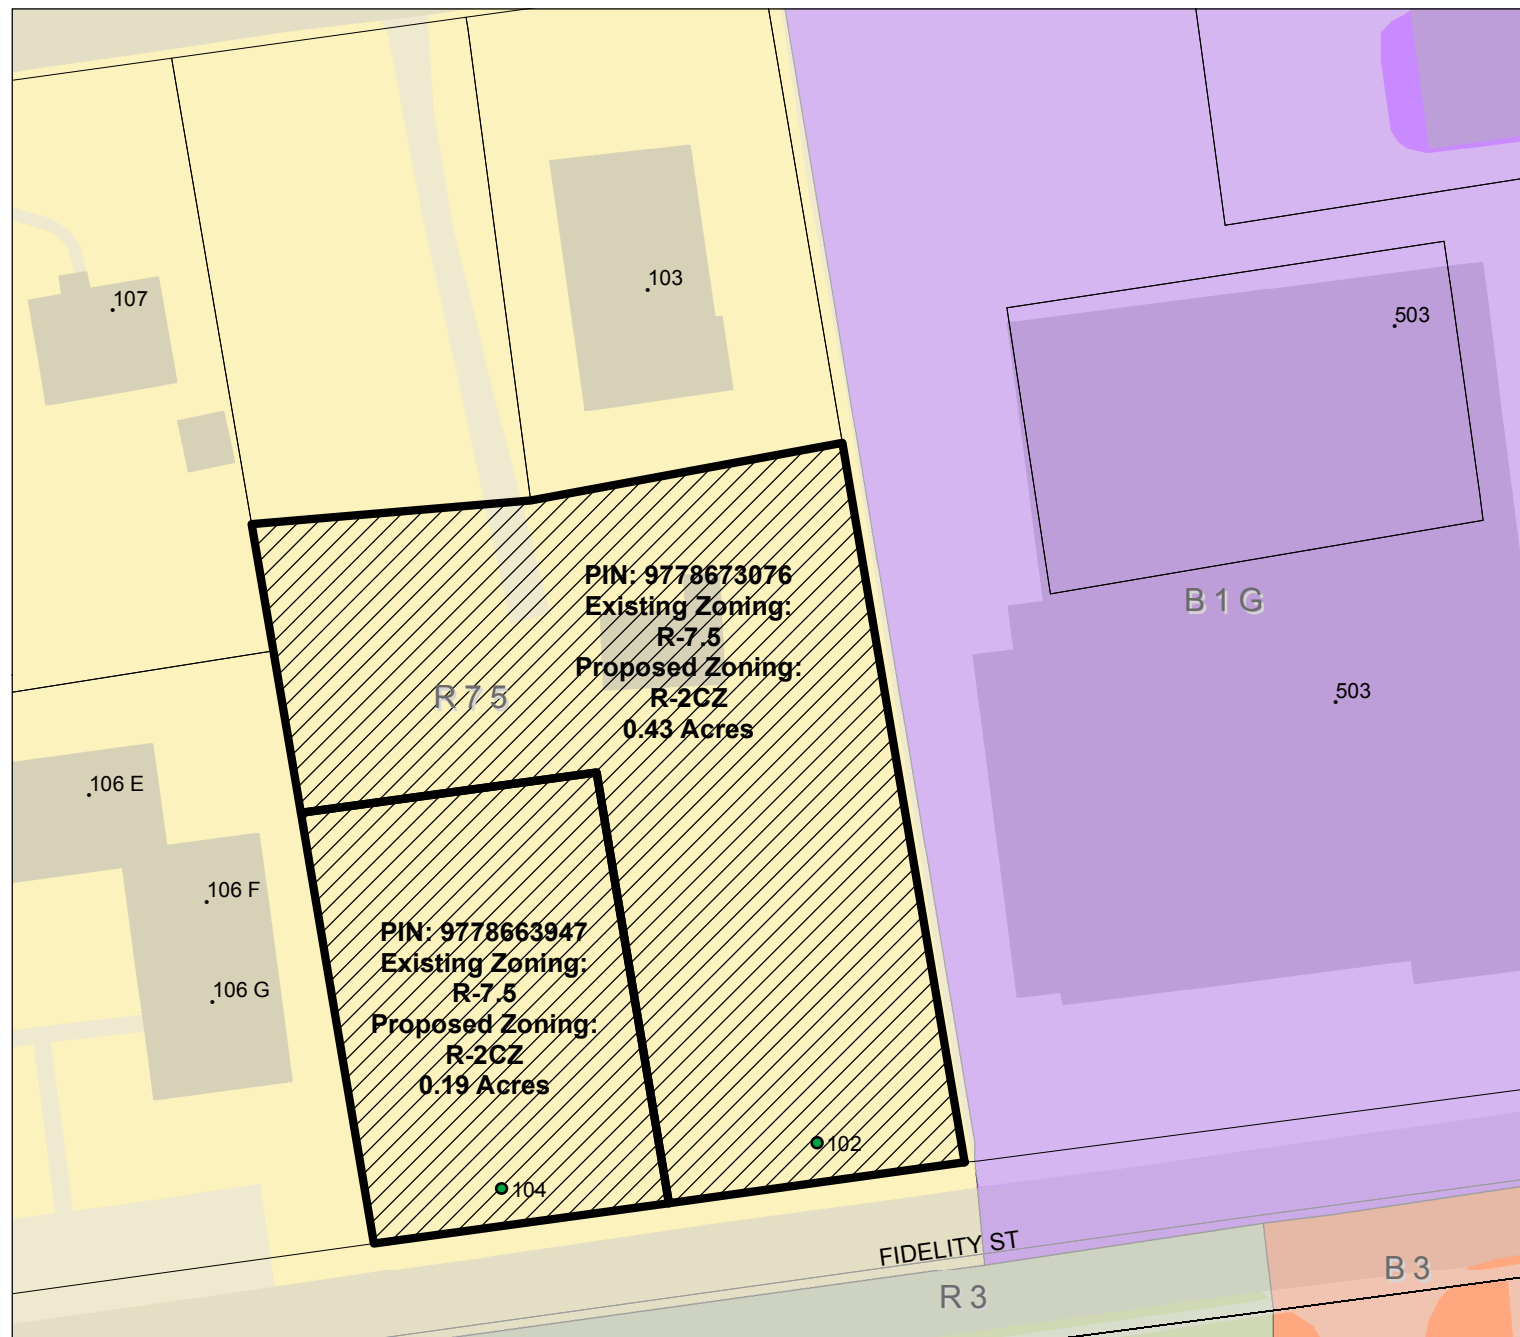 103
107
503
PIN: 9778673076
Existing Zoning:
R-7.5
Proposed Zoning:
R-2CZ
0.43 Acres
B 1 G
R 7 5
503
106 E
106 F
106 G
PIN: 9778663947
Existing Zoning:
R-7.5
Proposed Zoning:
R-2CZ
0.19 Acres
102
104
FIDELITY ST
B 3
R 3